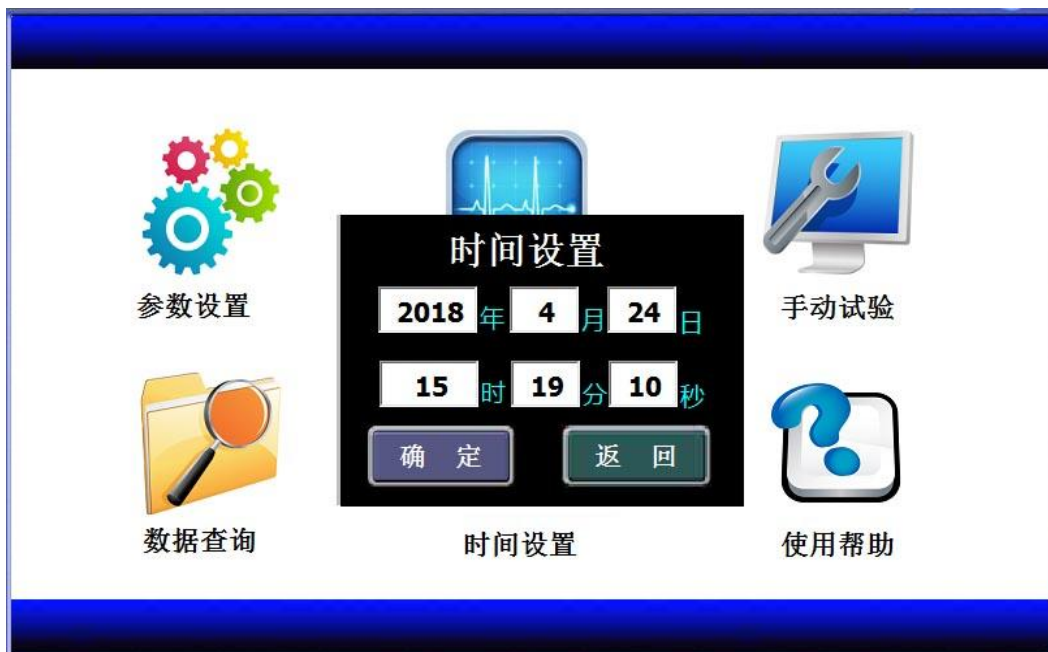 时间设置
2018 年 4 月 24 日
15 时 19 分 10 秒
确 定 返 回
参数设置
手动试验
数据查询
时间设置
使用帮助